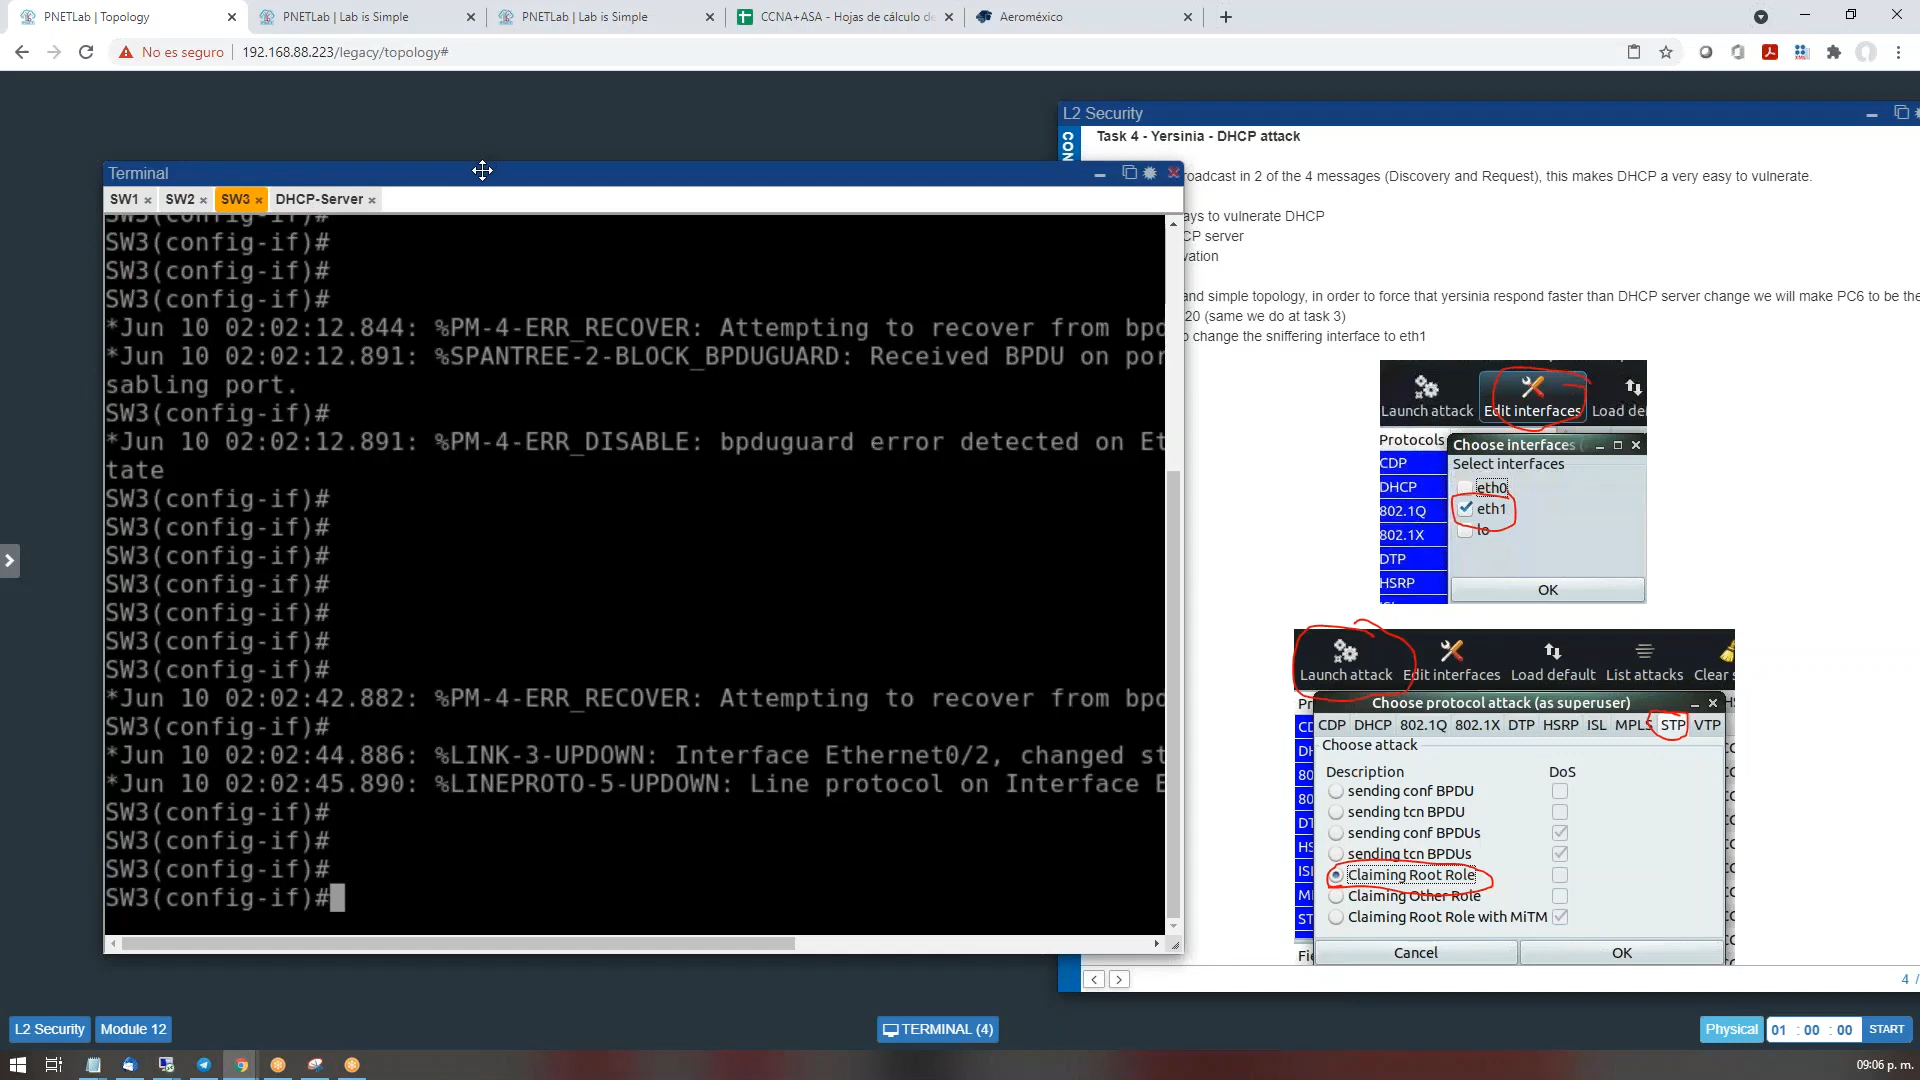 PNETLab | Topology
PNETLab | Lab is Simple
PNETLab | Lab is Simple
CCNA+ASA - Hojas de cálculo de
Aeroméxico
No es seguro
192.168.88.223/legacy/topology#
L2 Security
CON
Task 4 - Yersinia - DHCP attack
roadcast in 2 of the 4 messages (Discovery and Request), this makes DHCP a very easy to vulnerate.
ays to vulnerate DHCP
CP server
vation
and simple topology, in order to force that yersinia respond faster than DHCP server change we will make PC6 to be the
20 (same we do at task 3)
o change the sniffering interface to eth1
Launch attack
Edit interfaces
Load de
Protocols
Choose interfaces
Select interfaces
CDP
DHCP
802.1Q
802.1X
DTP
HSRP
eth0
eth1
lo
OK
Launch attack
Edit interfaces
Load default
List attacks
Clear s
Choose protocol attack (as superuser)
CDP DHCP 802.1Q 802.1X DTP HSRP ISL MPLS STP VTP
Choose attack
Description DoS
sending conf BPDU
sending tcn BPDU
sending conf BPDUs
sending tcn BPDUs
Claiming Root Role
Claiming Other Role
Claiming Root Role with MiTM
Cancel
OK
4 /
Terminal
SW1
SW2
SW3
DHCP-Server
SW3(config-if)#
SW3(config-if)#
SW3(config-if)#
SW3(config-if)#
*Jun 10 02:02:12.844: %PM-4-ERR_RECOVER: Attempting to recover from bpd
*Jun 10 02:02:12.891: %SPANTREE-2-BLOCK_BPDUGUARD: Received BPDU on por
sabling port.
SW3(config-if)#
*Jun 10 02:02:12.891: %PM-4-ERR_DISABLE: bpduguard error detected on Et
tate
SW3(config-if)#
SW3(config-if)#
SW3(config-if)#
SW3(config-if)#
SW3(config-if)#
SW3(config-if)#
SW3(config-if)#
*Jun 10 02:02:42.882: %PM-4-ERR_RECOVER: Attempting to recover from bpd
SW3(config-if)#
*Jun 10 02:02:44.886: %LINK-3-UPDOWN: Interface Ethernet0/2, changed st
*Jun 10 02:02:45.890: %LINEPROTO-5-UPDOWN: Line protocol on Interface E
SW3(config-if)#
SW3(config-if)#
SW3(config-if)#
SW3(config-if)#
L2 Security
Module 12
TERMINAL (4)
Physical
01 : 00 : 00
START
09:06 p. m.